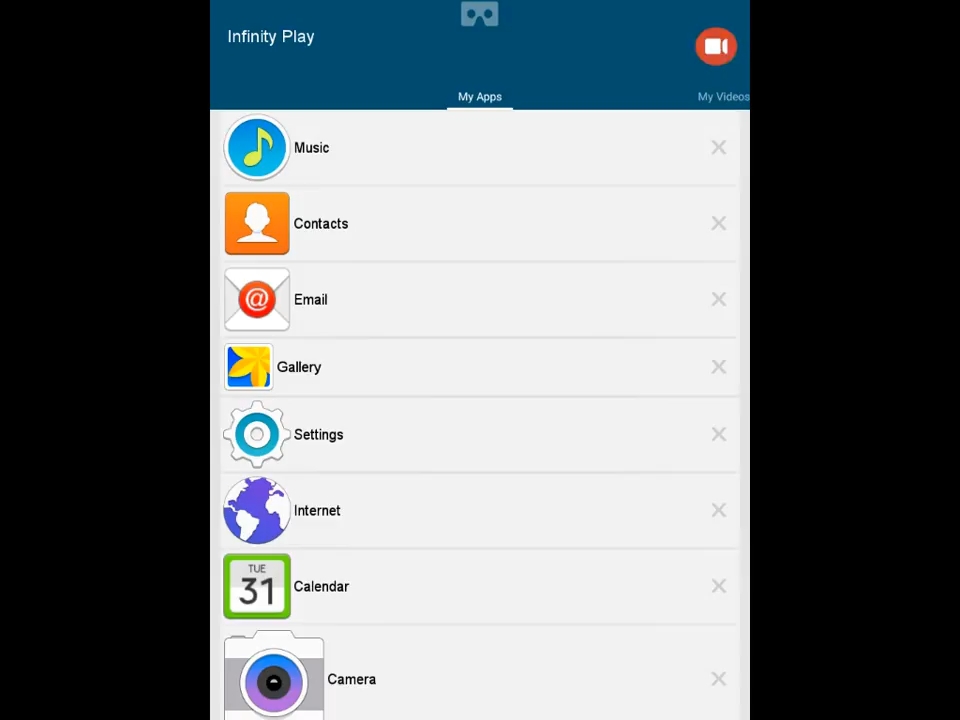 Infinity Play
My Apps
My Videos
Music
Contacts
@
Email
Gallery
Settings
Internet
TUE
31
Calendar
Camera